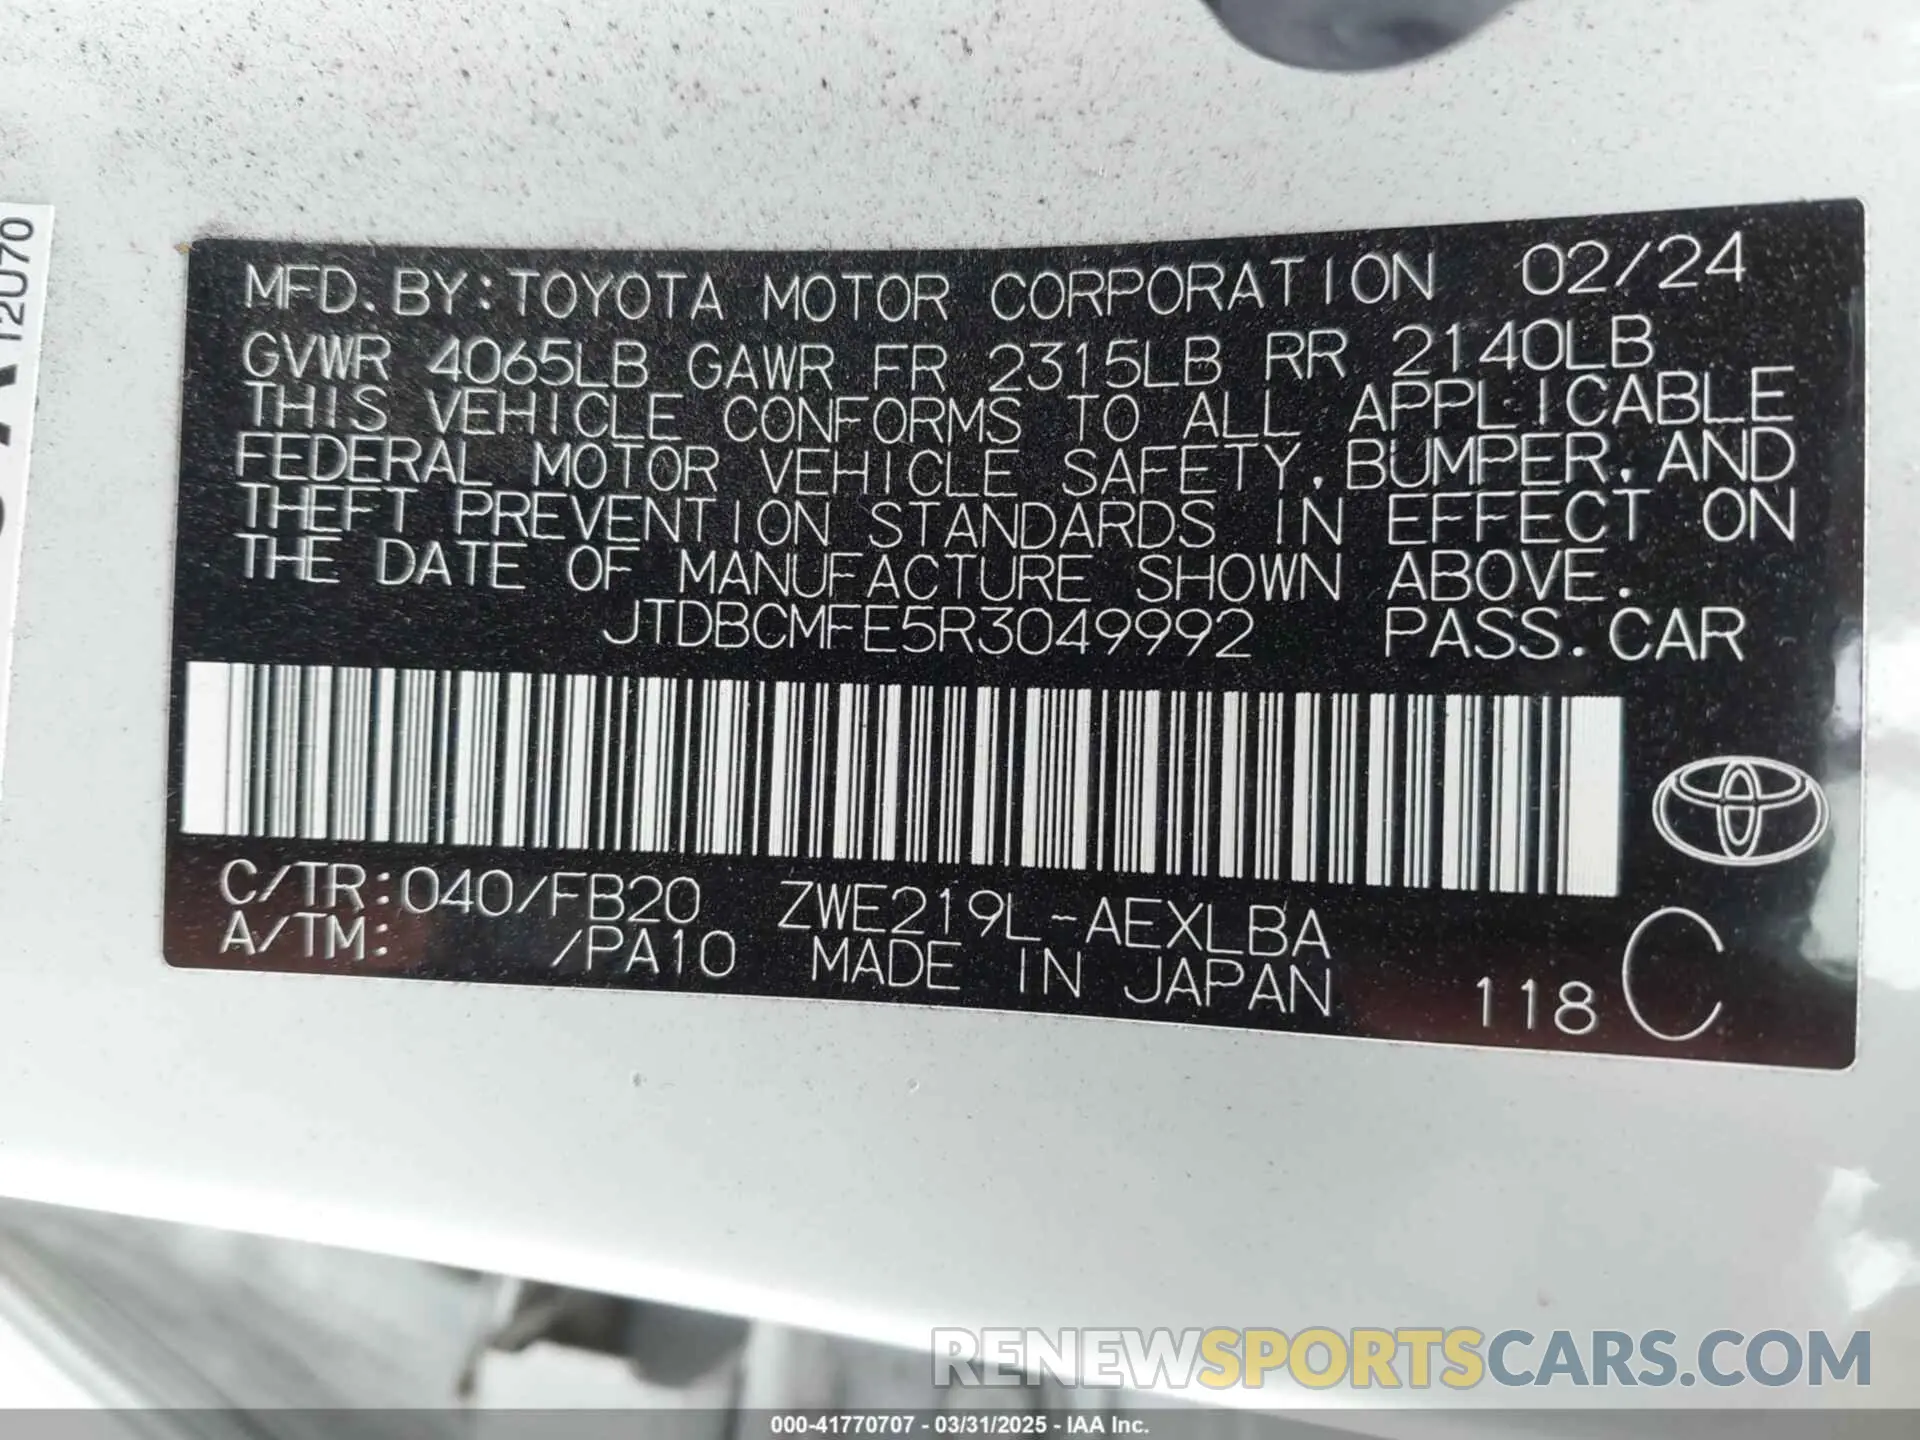 MFD. BY: TOYOTA MOTOR CORPORATION 02/24
GVWR 4065LB GAWR FR 2315LB RR 2140LB
THIS VEHICLE CONFORMS TO ALL APPLICABLE
FEDERAL MOTOR VEHICLE SAFETY, BUMPER, AND
THEFT PREVENTION STANDARDS IN EFFECT ON
THE DATE OF MANUFACTURE SHOWN ABOVE.
JTDBCMFE5R3049992 PASS. CAR
C/TR: 040/FB20 ZWE219L-AEXLBA
A/TM: /PA10 MADE IN JAPAN 118 C
12U70
RENEWSPORTSCARS.COM
000-41770707 - 03/31/2025 - IAA Inc.